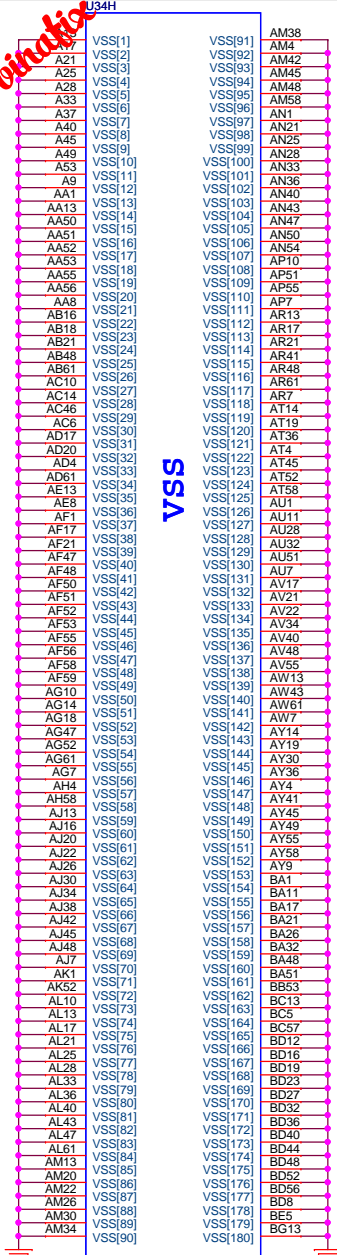 U34H
VSS[1] VSS[91] AM38
A17 VSS[2] VSS[92] AM4
A21 VSS[3] VSS[93] AM42
A25 VSS[4] VSS[94] AM45
A28 VSS[5] VSS[95] AM48
A33 VSS[6] VSS[96] AM58
A37 VSS[7] VSS[97] AN1
A40 VSS[8] VSS[98] AN21
A45 VSS[9] VSS[99] AN25
A49 VSS[10] VSS[100] AN28
A53 VSS[11] VSS[101] AN33
A9 VSS[12] VSS[102] AN36
AA1 VSS[13] VSS[103] AN40
AA13 VSS[14] VSS[104] AN43
AA50 VSS[15] VSS[105] AN47
AA51 VSS[16] VSS[106] AN50
AA52 VSS[17] VSS[107] AN54
AA53 VSS[18] VSS[108] AP10
AA55 VSS[19] VSS[109] AP51
AA56 VSS[20] VSS[110] AP55
AA8 VSS[21] VSS[111] AP7
AB16 VSS[22] VSS[112] AR13
AB18 VSS[23] VSS[113] AR17
AB21 VSS[24] VSS[114] AR21
AB48 VSS[25] VSS[115] AR41
AB61 VSS[26] VSS[116] AR48
AC10 VSS[27] VSS[117] AR61
AC14 VSS[28] VSS[118] AR7
AC46 VSS[29] VSS[119] AT14
AC6 VSS[30] VSS[120] AT19
AD17 VSS[31] VSS[121] AT36
AD20 VSS[32] VSS[122] AT4
AD4 VSS[33] VSS[123] AT45
AD61 VSS[34] VSS[124] AT52
AE13 VSS[35] VSS[125] AT58
AE8 VSS[36] VSS[126] AU1
AF1 VSS[37] VSS[127] AU11
AF17 VSS[38] VSS[128] AU28
AF21 VSS[39] VSS[129] AU32
AF47 VSS[40] VSS[130] AU51
AF48 VSS[41] VSS[131] AU7
AF50 VSS[42] VSS[132] AV17
AF51 VSS[43] VSS[133] AV21
AF52 VSS[44] VSS[134] AV22
AF53 VSS[45] VSS[135] AV34
AF55 VSS[46] VSS[136] AV40
AF56 VSS[47] VSS[137] AV48
AF58 VSS[48] VSS[138] AV55
AF59 VSS[49] VSS[139] AW13
AG10 VSS[50] VSS[140] AW43
AG14 VSS[51] VSS[141] AW61
AG18 VSS[52] VSS[142] AW7
AG47 VSS[53] VSS[143] AY14
AG52 VSS[54] VSS[144] AY19
AG61 VSS[55] VSS[145] AY30
AG7 VSS[56] VSS[146] AY36
AH4 VSS[57] VSS[147] AY4
AH58 VSS[58] VSS[148] AY41
AJ13 VSS[59] VSS[149] AY45
AJ16 VSS[60] VSS[150] AY49
AJ20 VSS[61] VSS[151] AY55
AJ22 VSS[62] VSS[152] AY58
AJ26 VSS[63] VSS[153] AY9
AJ30 VSS[64] VSS[154] BA1
AJ34 VSS[65] VSS[155] BA11
AJ38 VSS[66] VSS[156] BA17
AJ42 VSS[67] VSS[157] BA21
AJ45 VSS[68] VSS[158] BA26
AJ48 VSS[69] VSS[159] BA32
AJ7 VSS[70] VSS[160] BA48
AK1 VSS[71] VSS[161] BA51
AK52 VSS[72] VSS[162] BB53
AL10 VSS[73] VSS[163] BC13
AL13 VSS[74] VSS[164] BC5
AL17 VSS[75] VSS[165] BC57
AL21 VSS[76] VSS[166] BD12
AL25 VSS[77] VSS[167] BD16
AL28 VSS[78] VSS[168] BD19
AL33 VSS[79] VSS[169] BD23
AL36 VSS[80] VSS[170] BD27
AL40 VSS[81] VSS[171] BD32
AL43 VSS[82] VSS[172] BD36
AL47 VSS[83] VSS[173] BD40
AL61 VSS[84] VSS[174] BD44
AM13 VSS[85] VSS[175] BD48
AM20 VSS[86] VSS[176] BD52
AM22 VSS[87] VSS[177] BD56
AM26 VSS[88] VSS[178] BD8
AM30 VSS[89] VSS[179] BE5
AM34 VSS[90] VSS[180] BG13
VSS